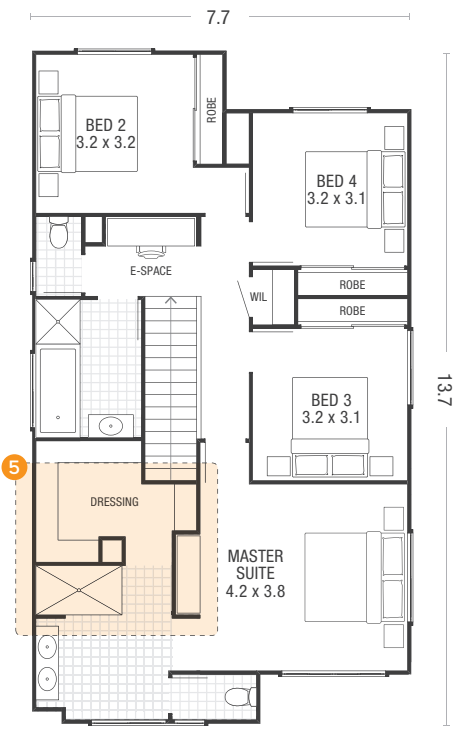 7.7
BED 2
3.2 x 3.2
ROBE
BED 4
3.2 x 3.1
E-SPACE
WIL
ROBE
ROBE
13.7
BED 3
3.2 x 3.1
5
DRESSING
MASTER
SUITE
4.2 x 3.8